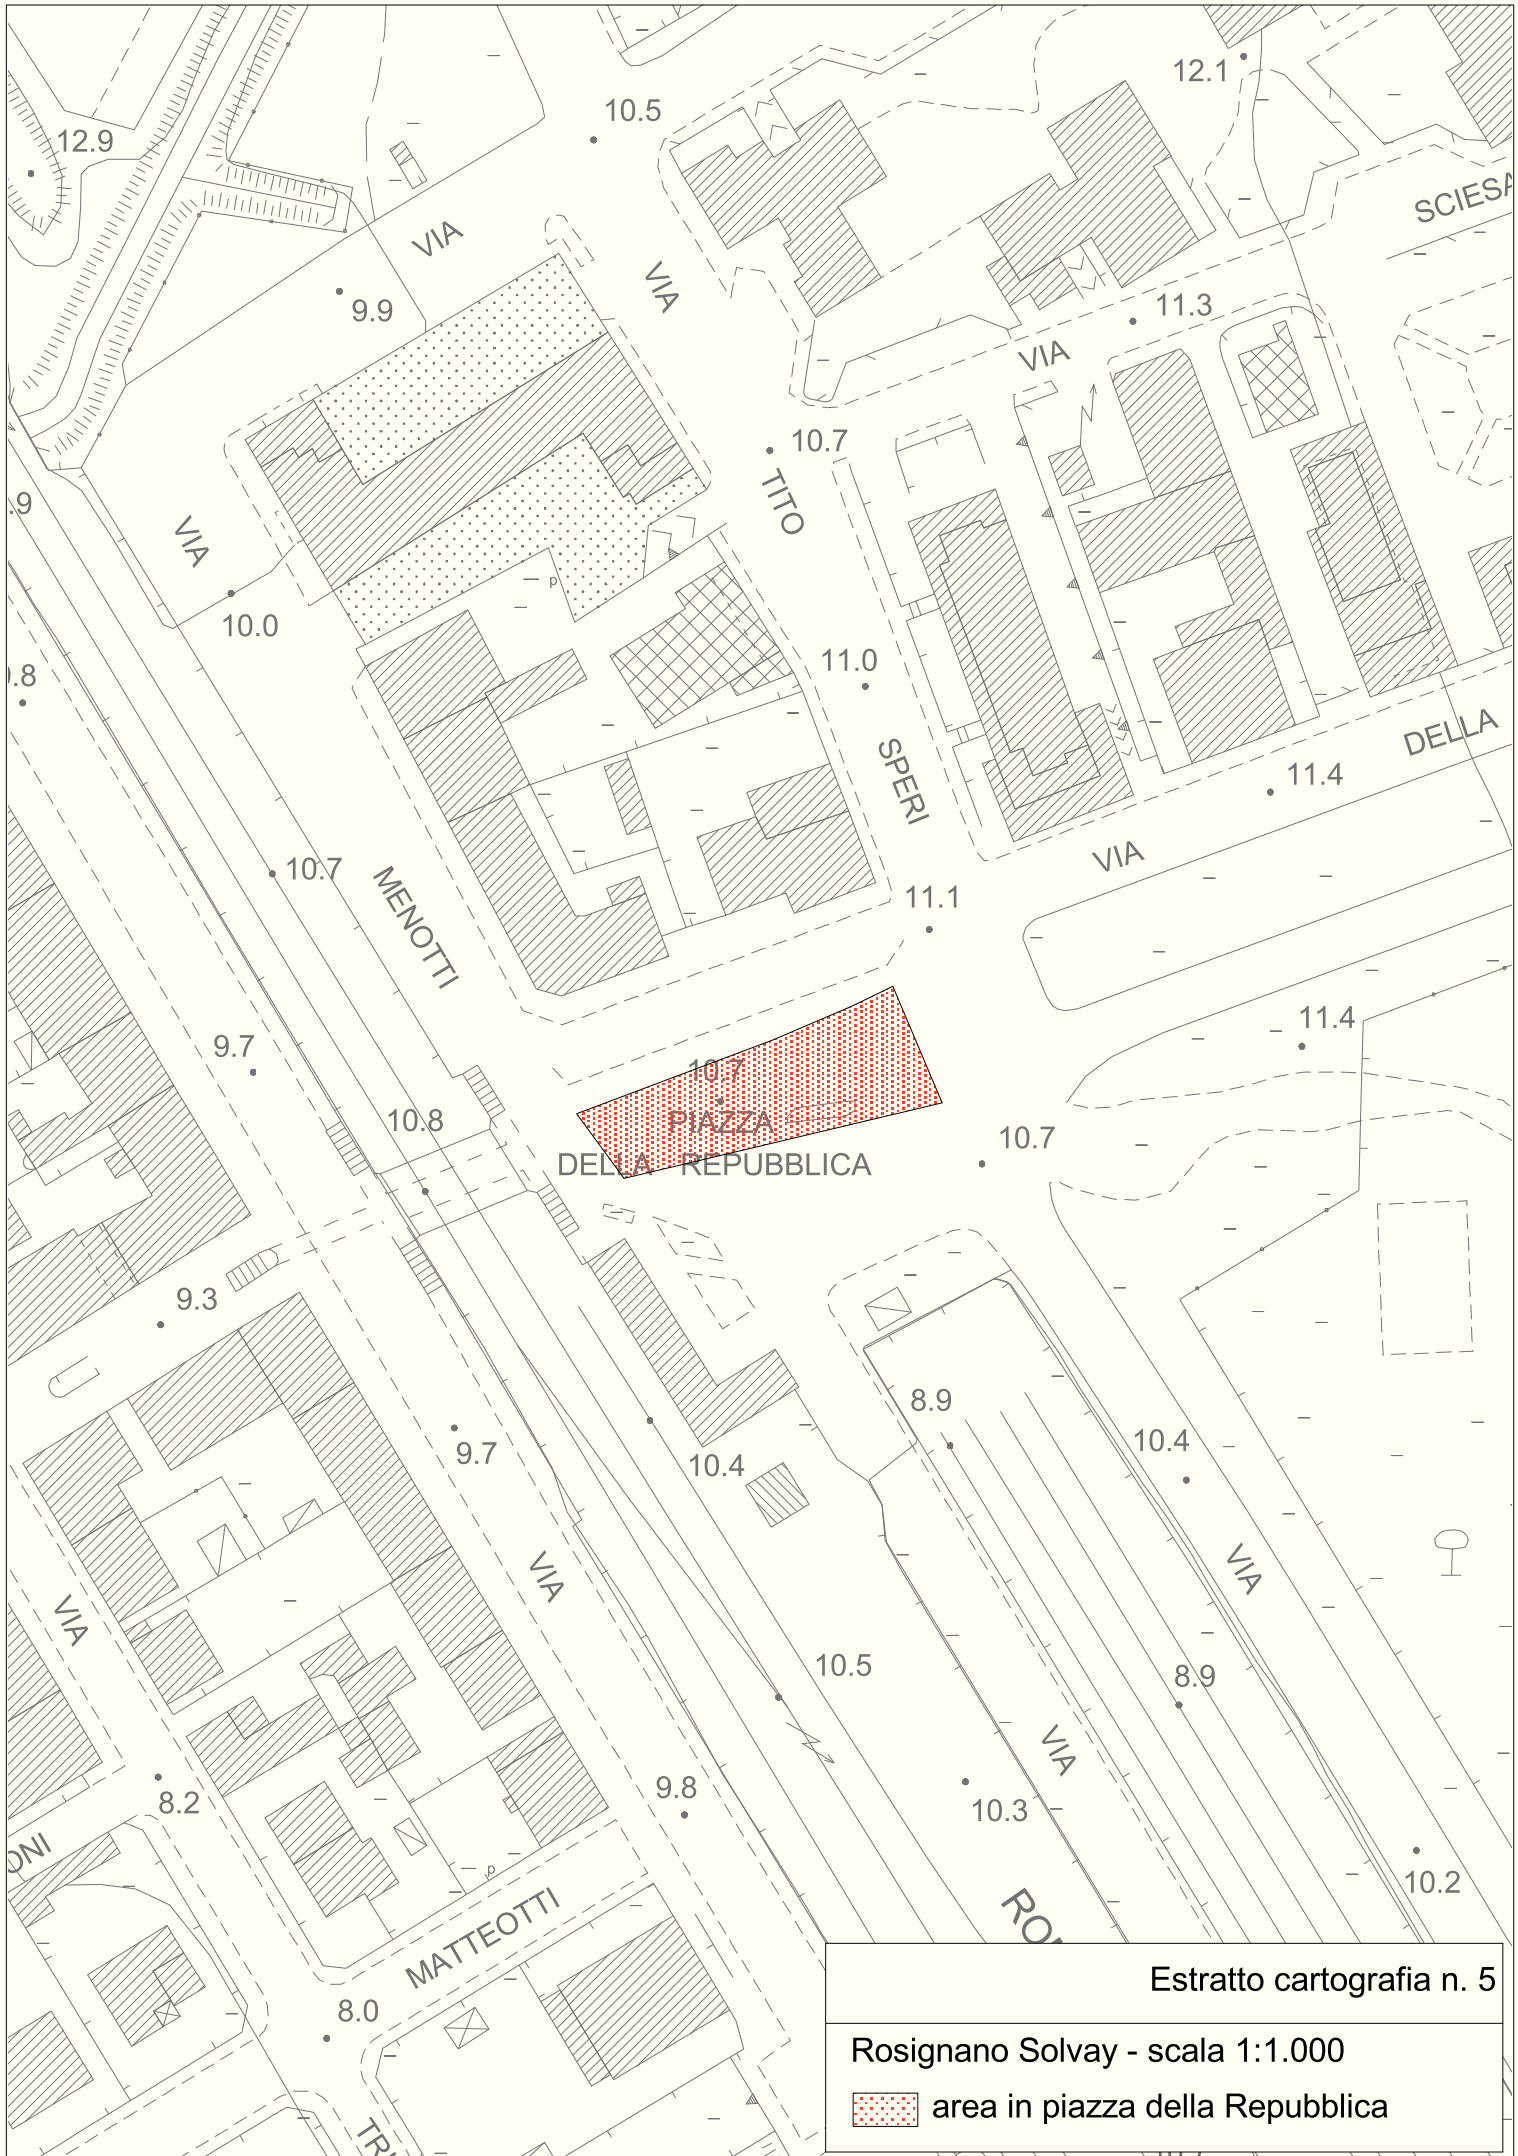 12.1
10.5
12.9
SCIESA
VIA
VIA
9.9
11.3
VIA
10.7
.9
TITO
VIA
10.0
11.0
.8
DELLA
SPERI
11.4
VIA
10.7
MENOTTI
11.1
11.4
9.7
10.7
10.8
PIAZZA
10.7
DELLA REPUBBLICA
9.3
8.9
10.4
9.7
10.4
VIA
VIA
VIA
10.5
8.9
VIA
9.8
8.2
10.3
ONI
10.2
p
p
MATTEOTTI
8.0
Estratto cartografia n. 5
Rosignano Solvay - scala 1:1.000
area in piazza della Repubblica